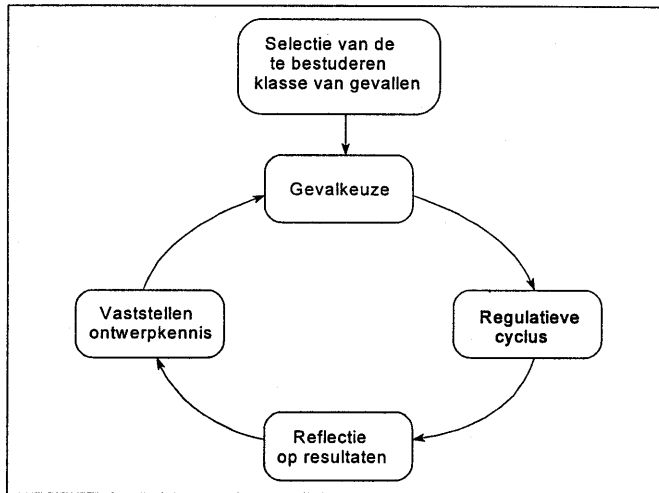 Selectie van de
te bestuderen
klasse van gevallen
Gevalkeuze
Regulatieve
cyclus
Reflectie
op resultaten
Vaststellen
ontwerpkennis